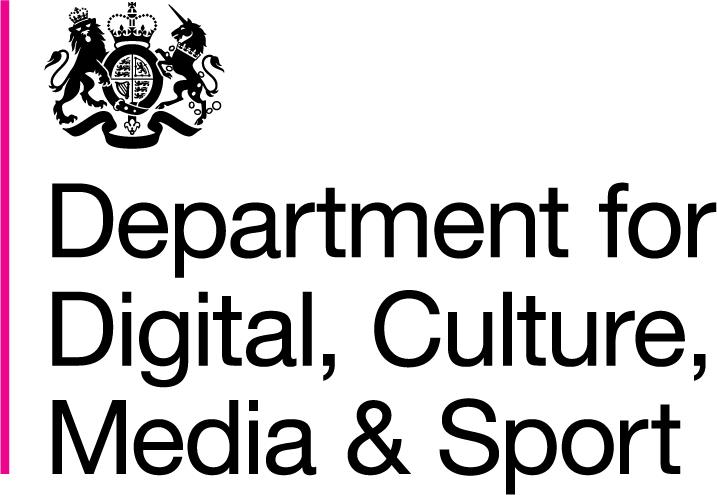 Department for
Digital, Culture,
Media & Sport